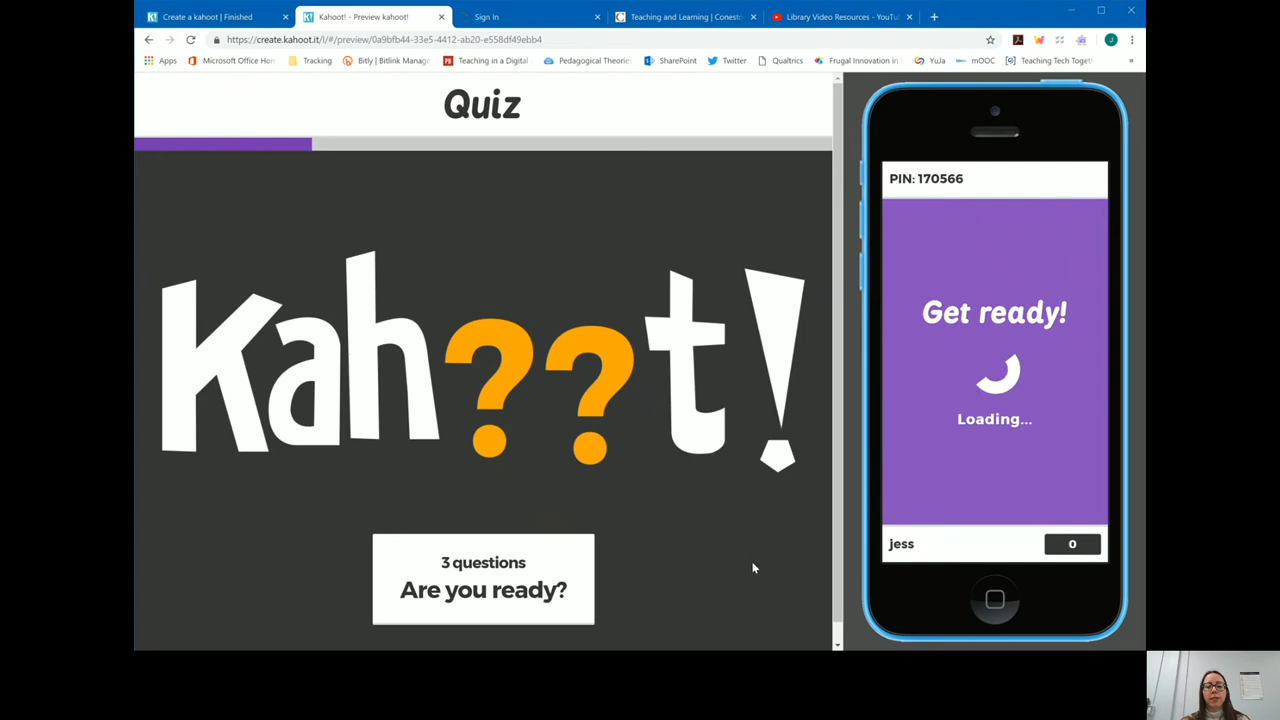 Create a kahoot | Finished
Kahoot! - Preview kahoot!
Sign In
Teaching and Learning | Conest
Library Video Resources - YouTu
https://create.kahoot.it/l/#/preview/0a9bfb44-33e5-4412-ab20-e558df49ebb4
Apps
Microsoft Office Hom
Tracking
Bitly | Bitlink Manage
Teaching in a Digital
Pedagogical Theories
SharePoint
Twitter
Qualtrics
Frugal Innovation in
YuJa
mOOC
Teaching Tech Toget
Quiz
Kah??t!
3 questions
Are you ready?
PIN: 170566
Get ready!
Loading...
jess
0